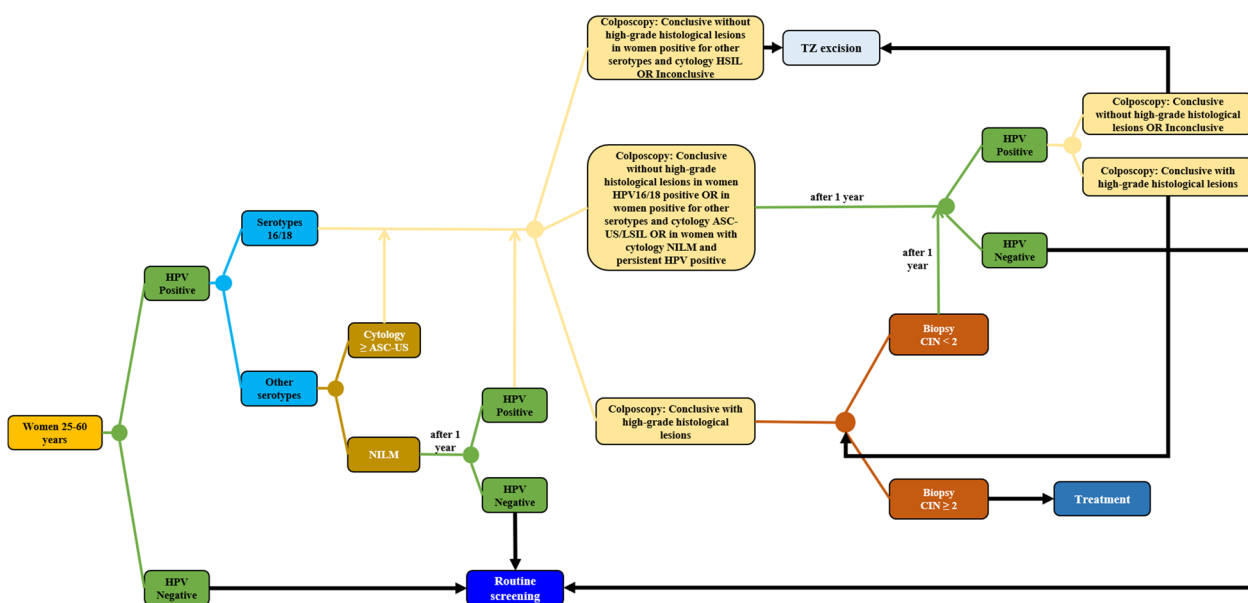 Colposcopy: Conclusive without
high-grade histological lesions
in women positive for other
serotypes and cytology HSIL
OR Inconclusive
TZ excision
Colposcopy: Conclusive
without high-grade histological
lesions OR Inconclusive
HPV
Positive
Colposcopy: Conclusive with
high-grade histological lesions
Colposcopy: Conclusive
without high-grade
histological lesions in women
HPV16/18 positive OR in
women positive for other
serotypes and cytology ASC-
US/LSIL OR in women with
cytology NILM and
persistent HPV positive
after 1 year
after 1
year
HPV
Negative
Serotypes
16/18
HPV
Positive
Cytology
≥ ASC-US
Other
serotypes
Biopsy
CIN < 2
Women 25-60
years
NILM
after 1
year
HPV
Positive
HPV
Negative
Colposcopy: Conclusive with
high-grade histological
lesions
Biopsy
CIN ≥ 2
Treatment
HPV
Negative
Routine
screening